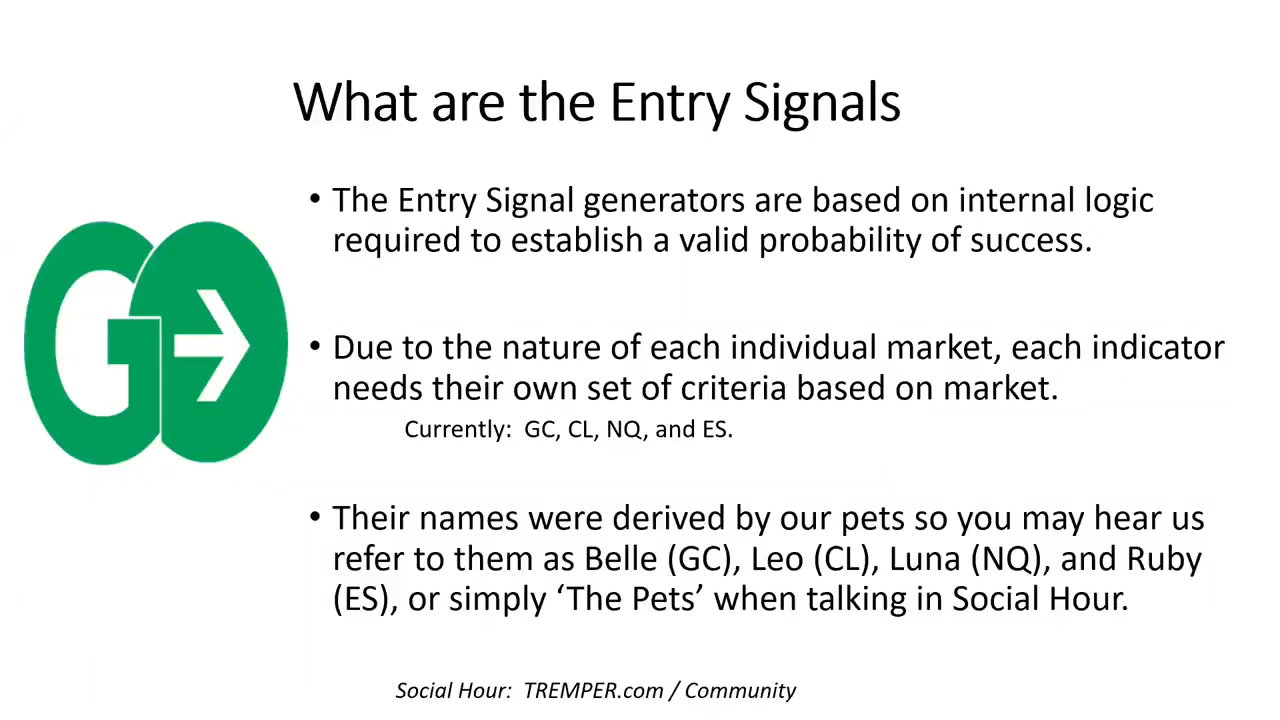 What are the Entry Signals
• The Entry Signal generators are based on internal logic
required to establish a valid probability of success.
GO
• Due to the nature of each individual market, each indicator
needs their own set of criteria based on market.
Currently:  GC, CL, NQ, and ES.
• Their names were derived by our pets so you may hear us
refer to them as Belle (GC), Leo (CL), Luna (NQ), and Ruby
(ES), or simply ‘The Pets’ when talking in Social Hour.
Social Hour:  TREMPER.com / Community